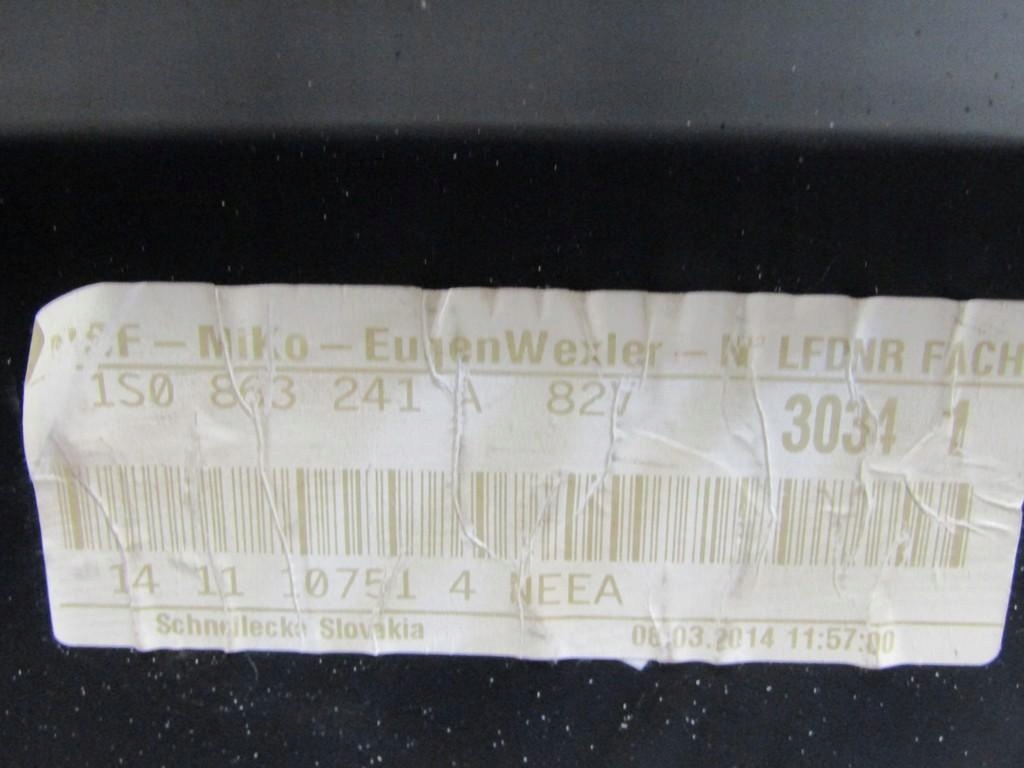 MiKo – EugenWexler – N° LFDNR FACH
1S0 863 241 A 82V 3034 1
14 11 10751 4 NEEA
Schnellecke Slovakia 06.03.2014 11:57:00